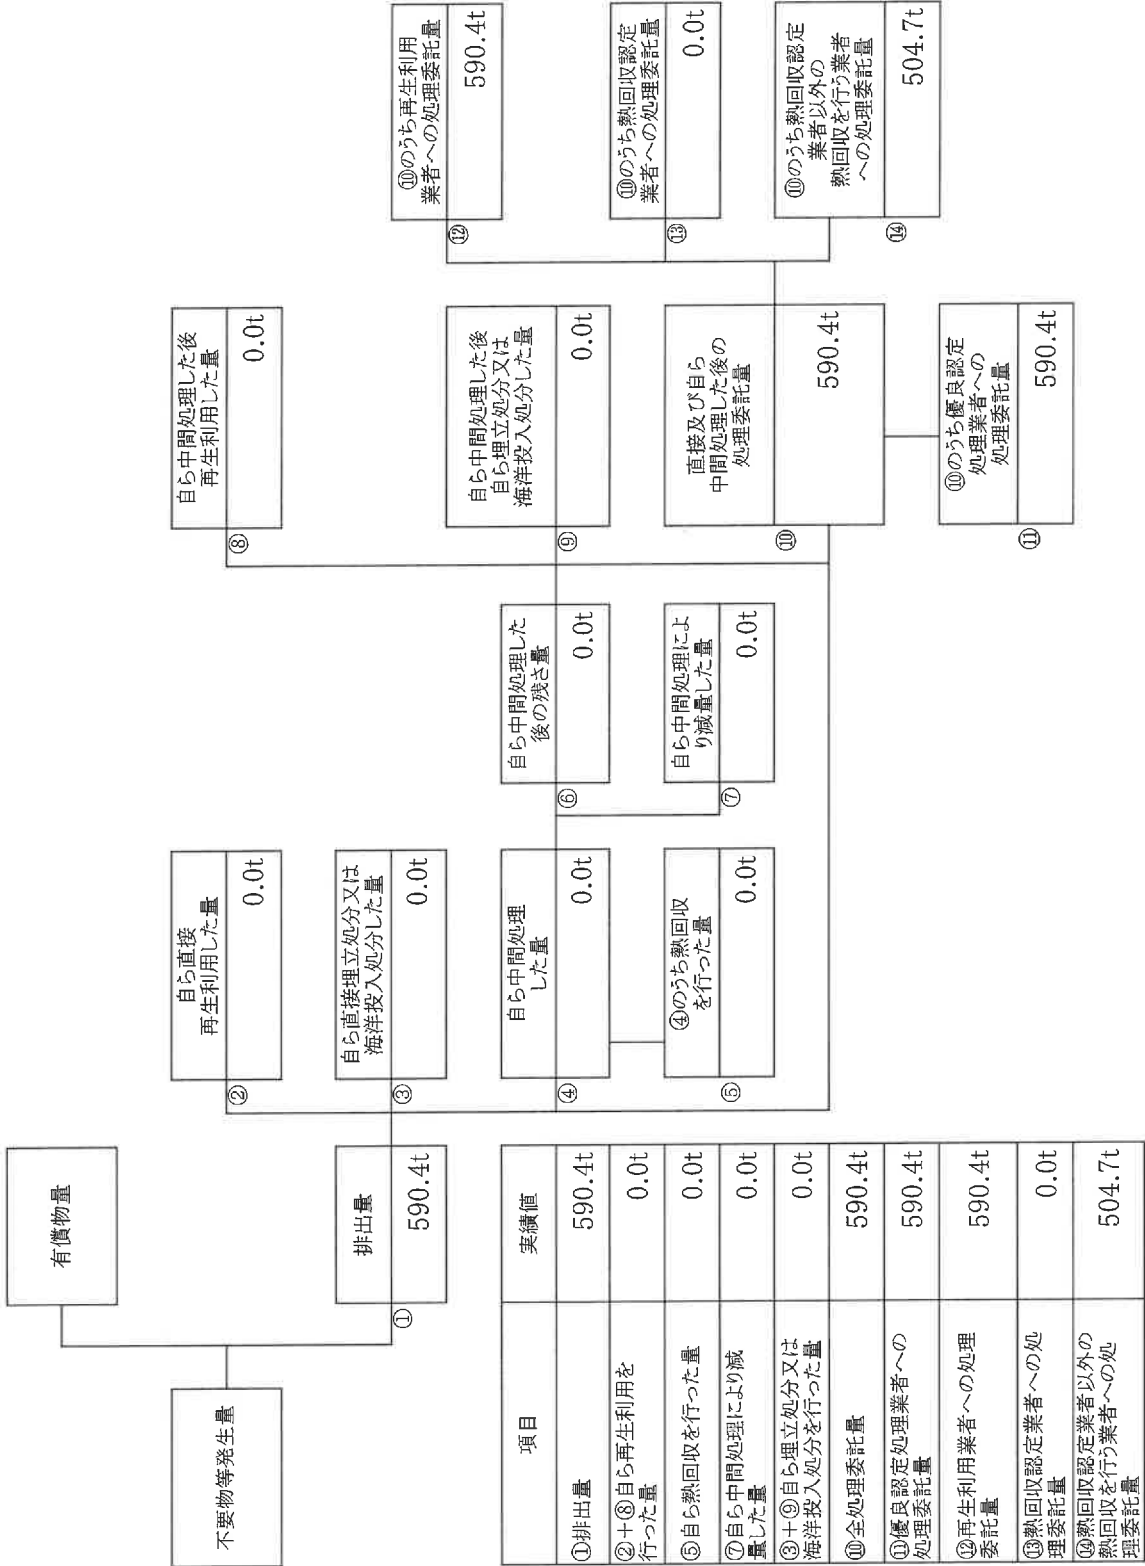 不要物等発生量
有償物量
排出量
①
590.4t
自ら直接
再生利用した量
②
0.0t
自ら直接埋立処分又は
海洋投入処分した量
③
0.0t
自ら中間処理
した量
④
0.0t
④のうち熱回収
を行った量
⑤
0.0t
自ら中間処理した
後の残さ量
⑥
0.0t
自ら中間処理によ
り減量した量
⑦
0.0t
自ら中間処理した後
再生利用した量
⑧
0.0t
自ら中間処理した後
自ら埋立処分又は
海洋投入処分した量
⑨
0.0t
直接及び自ら
中間処理した後の
処理委託量
⑩
590.4t
⑩のうち優良認定
処理業者への
処理委託量
⑪
590.4t
⑩のうち再生利用
業者への処理委託量
⑫
590.4t
⑩のうち熱回収認定
業者への処理委託量
⑬
0.0t
⑩のうち熱回収認定
業者以外の
熱回収を行う業者
への処理委託量
⑭
504.7t
項目 実績値
①排出量 590.4t
②+⑧自ら再生利用を
行った量 0.0t
⑤自ら熱回収を行った量 0.0t
⑦自ら中間処理により減
量した量 0.0t
③+⑨自ら埋立処分又は
海洋投入処分を行った量 0.0t
⑩全処理委託量 590.4t
⑪優良認定処理業者への
処理委託量 590.4t
⑫再生利用業者への処理
委託量 590.4t
⑬熱回収認定業者への処
理委託量 0.0t
⑭熱回収認定業者以外の
熱回収を行う業者への処
理委託量 504.7t